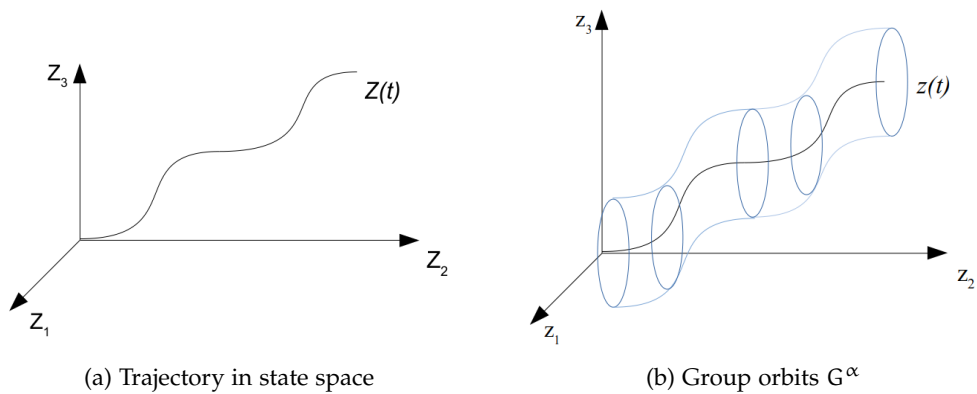 Z₃
Z(t)
Z₂
Z₁
(a) Trajectory in state space
z₃
z(t)
z₂
z₁
(b) Group orbits G^α